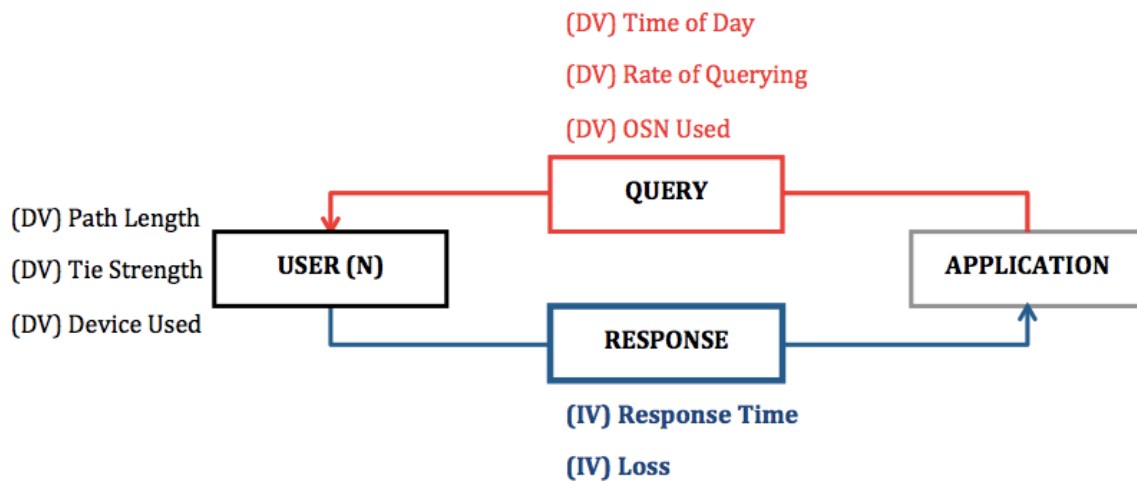 (DV) Time of Day
(DV) Rate of Querying
(DV) OSN Used
QUERY
(DV) Path Length
(DV) Tie Strength
(DV) Device Used
USER (N)
APPLICATION
RESPONSE
(IV) Response Time
(IV) Loss